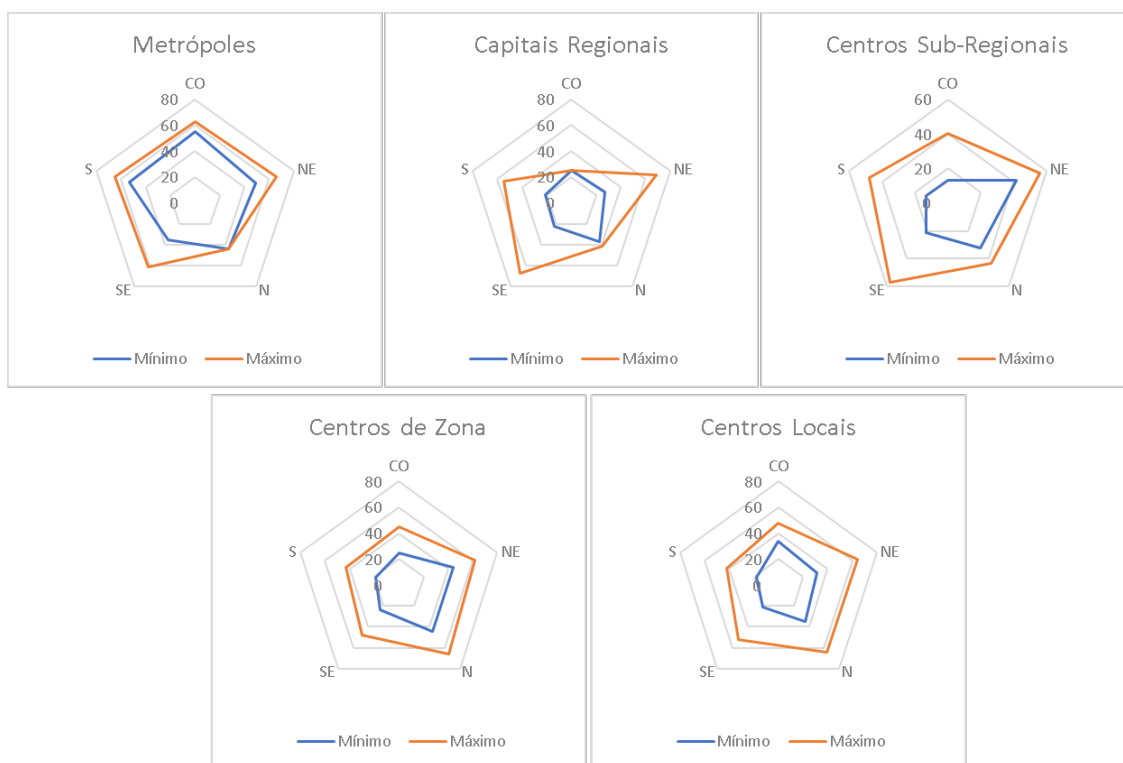 Metrópoles
CO
80
60
40
20
0
S
NE
SE
N
Mínimo Máximo
Capitais Regionais
CO
80
60
40
20
0
S
NE
SE
N
Mínimo Máximo
Centros Sub-Regionais
CO
60
40
20
0
S
NE
SE
N
Mínimo Máximo
Centros de Zona
CO
80
60
40
20
0
S
NE
SE
N
Mínimo Máximo
Centros Locais
CO
80
60
40
20
0
S
NE
SE
N
Mínimo Máximo